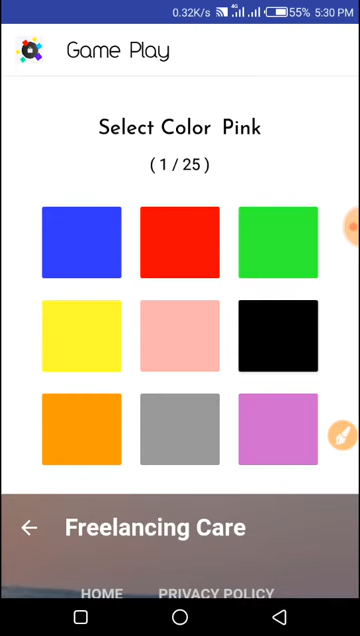 0.32K/s 4G 55% 5:30 PM
Game Play
Select Color Pink
( 1 / 25 )
Freelancing Care
HOME PRIVACY POLICY